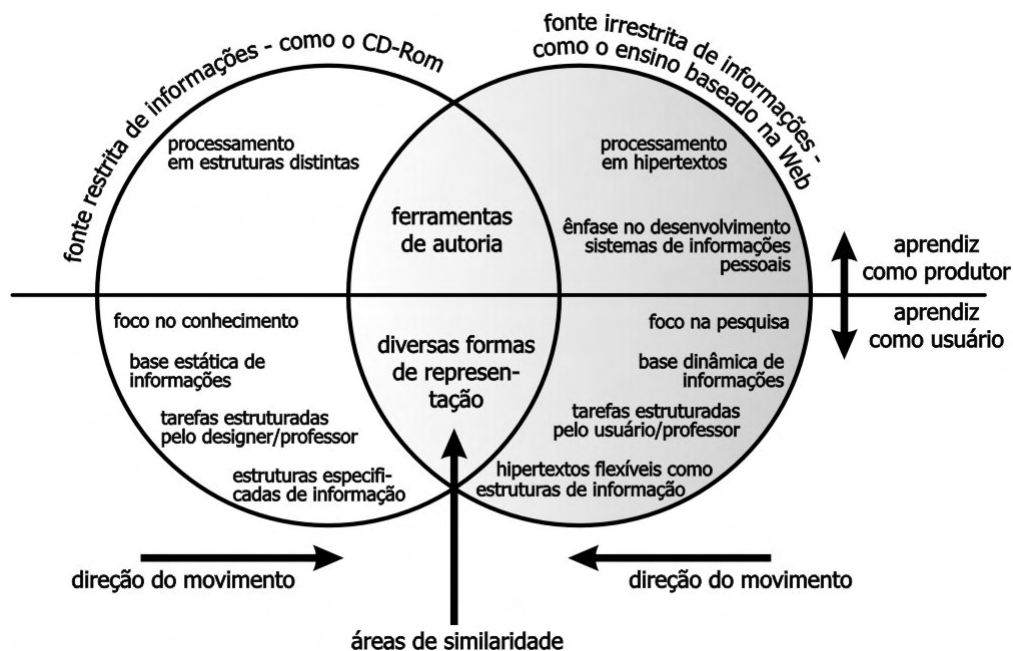 fonte restrita de informações - como o CD-Rom
fonte irrestrita de informações -
como o ensino baseado na Web
processamento
em estruturas distintas
ferramentas
de autoria
processamento
em hipertextos
ênfase no desenvolvimento
sistemas de informações
pessoais
aprendiz
como produtor
aprendiz
como usuário
foco no conhecimento
base estática de
informações
tarefas estruturadas
pelo designer/professor
estruturas especifi-
cadas de informação
diversas formas
de represen-
tação
foco na pesquisa
base dinâmica de
informações
tarefas estruturadas
pelo usuário/professor
hipertextos flexíveis como
estruturas de informação
direção do movimento
direção do movimento
áreas de similaridade